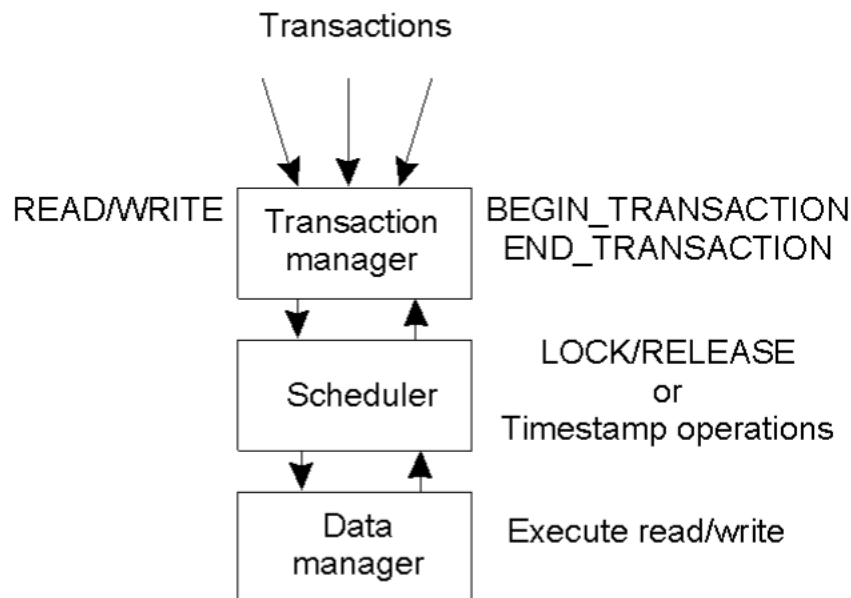 Transactions
READ/WRITE
Transaction
manager
BEGIN_TRANSACTION
END_TRANSACTION
Scheduler
LOCK/RELEASE
or
Timestamp operations
Data
manager
Execute read/write